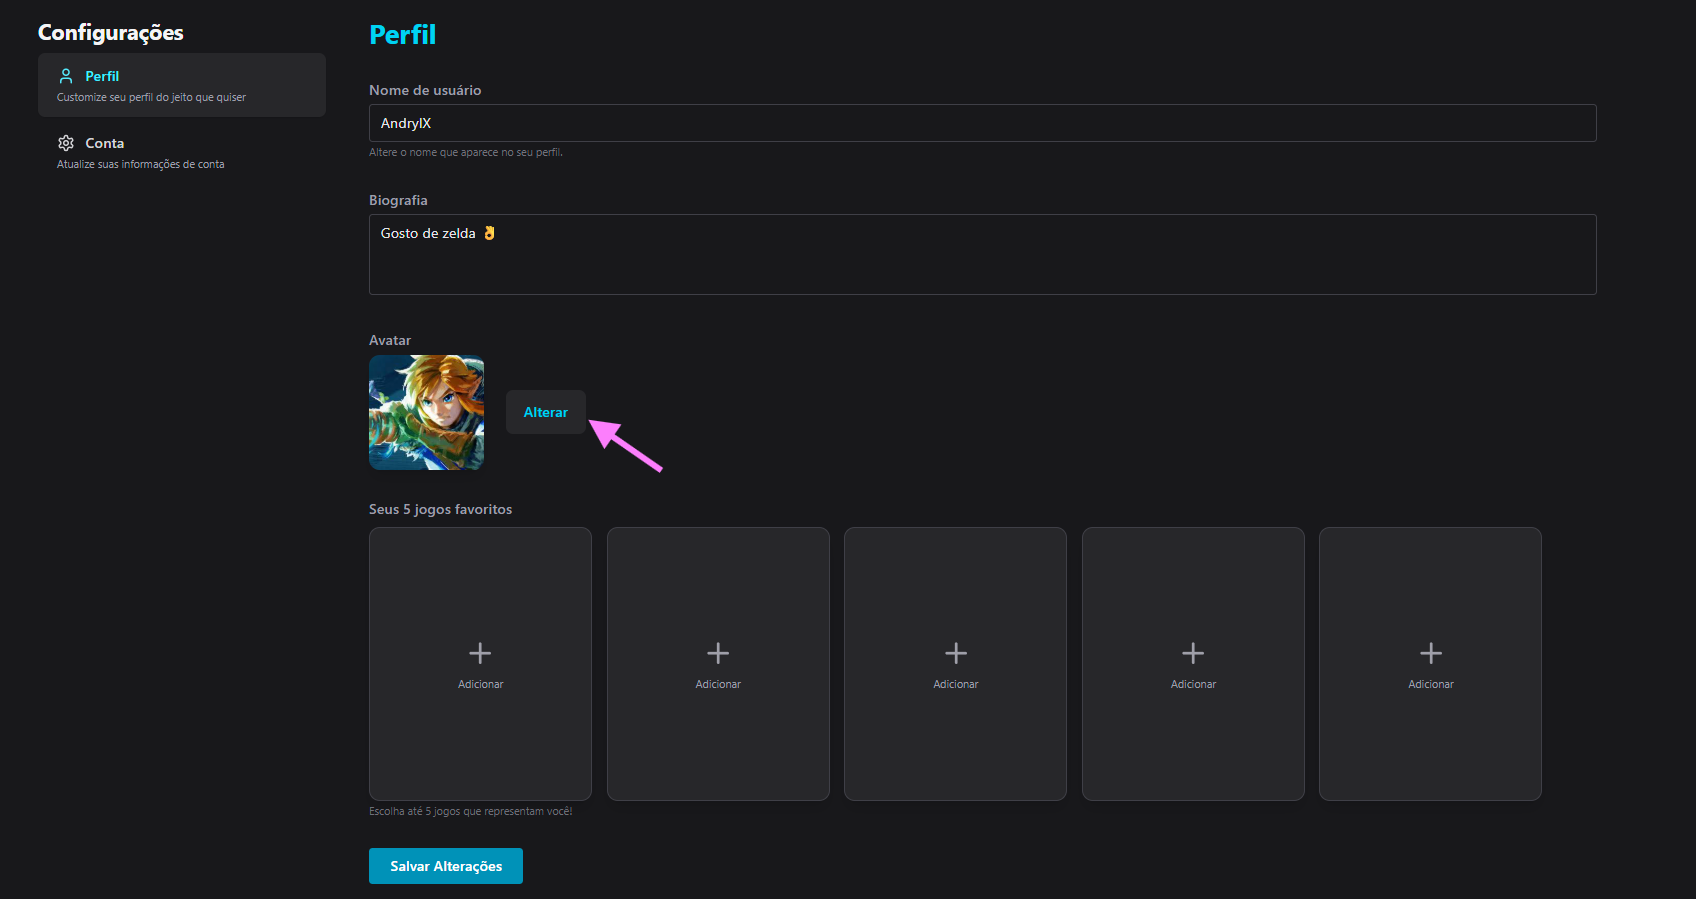 Configurações
Perfil
Customize seu perfil do jeito que quiser
Conta
Atualize suas informações de conta
Perfil
Nome de usuário
AndrylX
Altere o nome que aparece no seu perfil.
Biografia
Gosto de zelda 👌
Avatar
Alterar
Seus 5 jogos favoritos
Adicionar
Adicionar
Adicionar
Adicionar
Adicionar
Escolha até 5 jogos que representam você!
Salvar Alterações